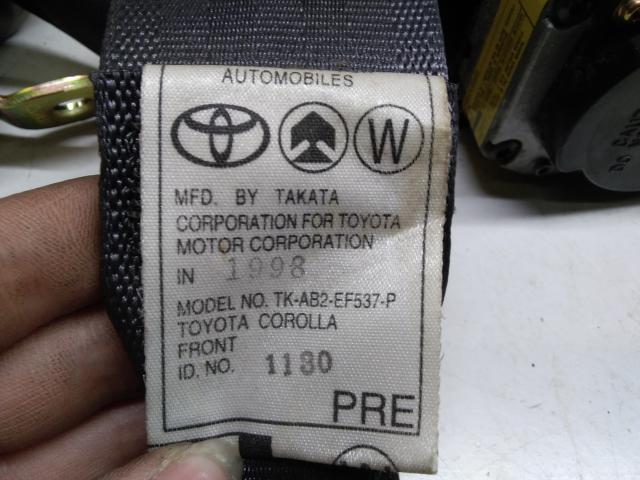 AUTOMOBILES
W
MFD. BY TAKATA
CORPORATION FOR TOYOTA
MOTOR CORPORATION
IN 1998
MODEL NO. TK-AB2-EF537-P
TOYOTA COROLLA
FRONT
ID. NO. 1180
PRE